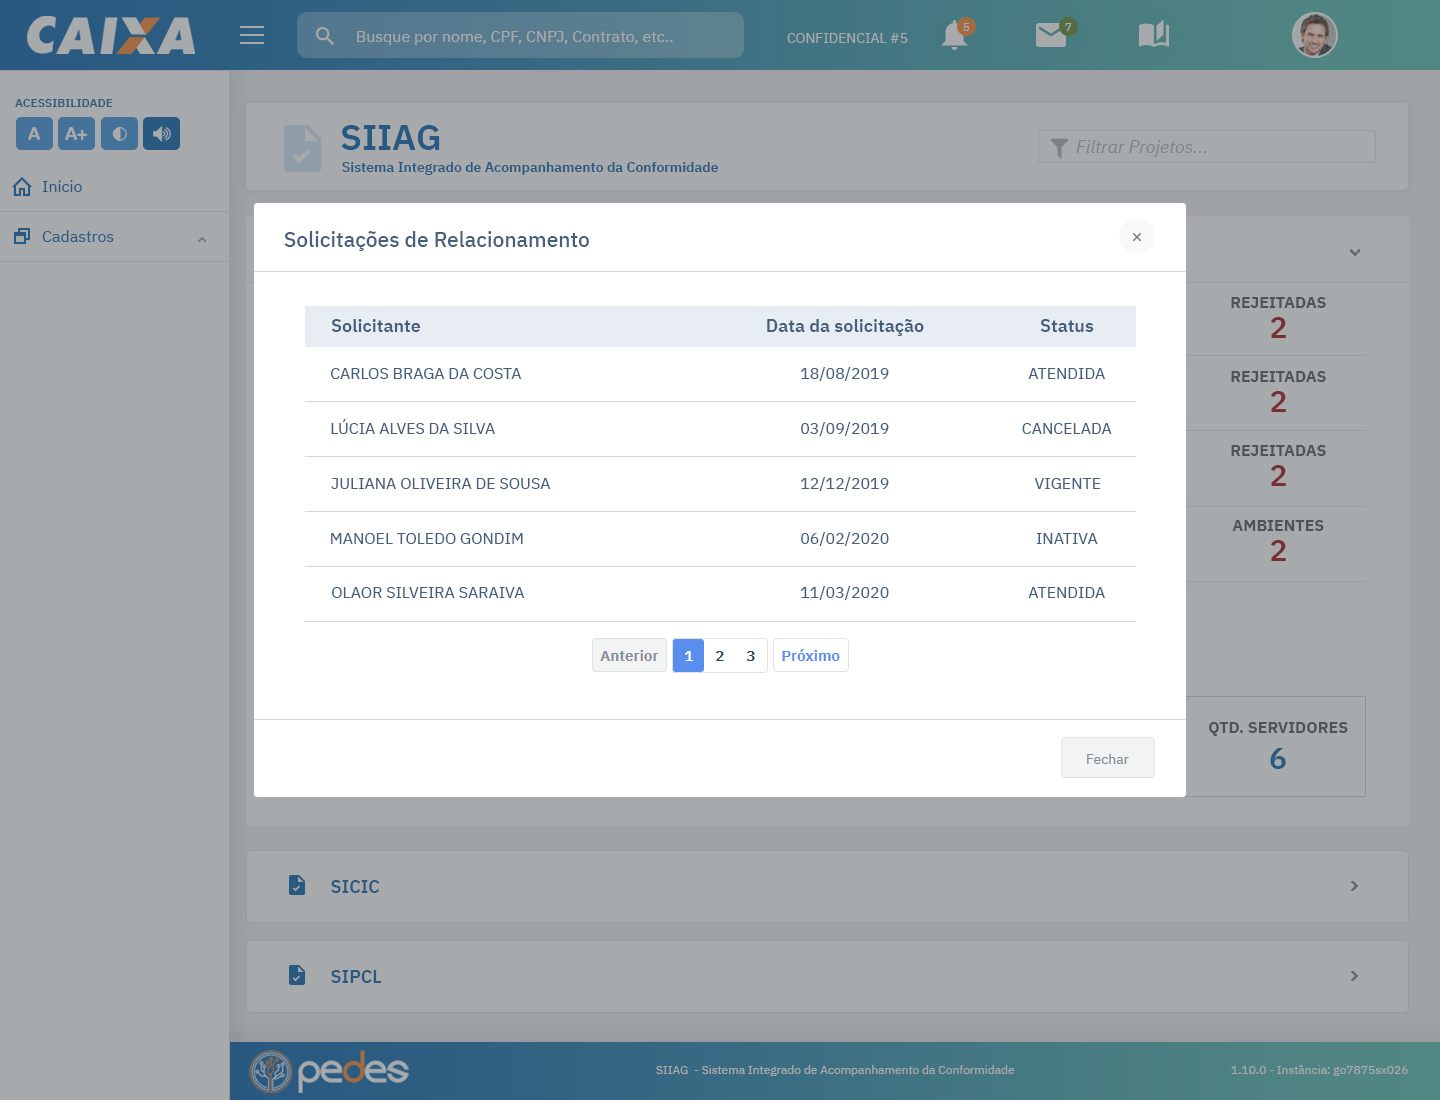 CAIXA
Busque por nome, CPF, CNPJ, Contrato, etc..
CONFIDENCIAL #5
5
7
ACESSIBILIDADE
A
A+
Início
Cadastros
SIIAG
Sistema Integrado de Acompanhamento da Conformidade
Filtrar Projetos...
Solicitações de Relacionamento
×
Solicitante Data da solicitação Status
CARLOS BRAGA DA COSTA 18/08/2019 ATENDIDA
LÚCIA ALVES DA SILVA 03/09/2019 CANCELADA
JULIANA OLIVEIRA DE SOUSA 12/12/2019 VIGENTE
MANOEL TOLEDO GONDIM 06/02/2020 INATIVA
OLAOR SILVEIRA SARAIVA 11/03/2020 ATENDIDA
Anterior 1 2 3 Próximo
Fechar
REJEITADAS
2
REJEITADAS
2
REJEITADAS
2
AMBIENTES
2
QTD. SERVIDORES
6
SICIC
SIPCL
pedes
SIIAG - Sistema Integrado de Acompanhamento da Conformidade
1.10.0 - Instância: go7875sx026